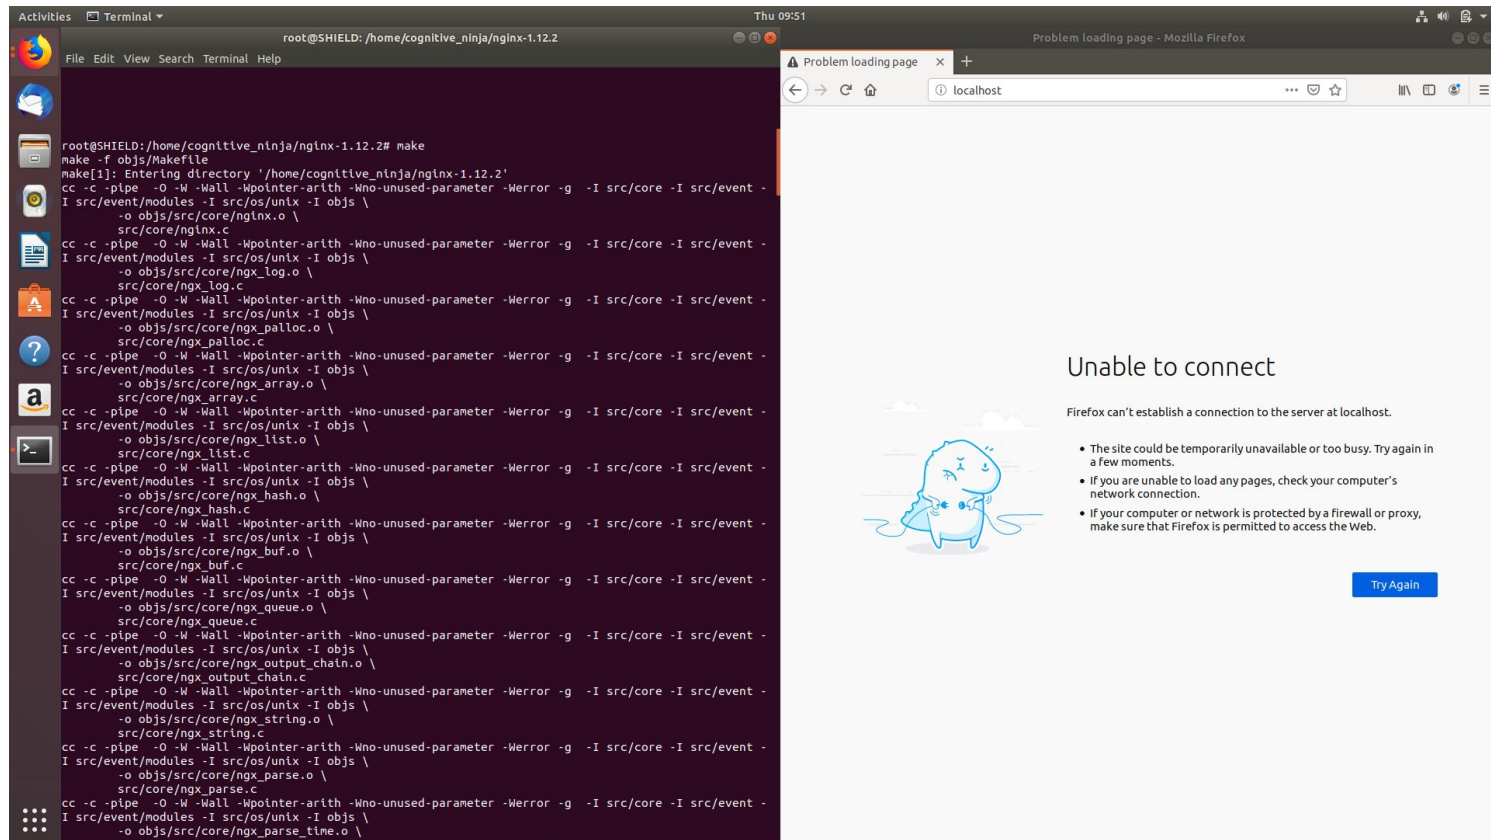 Activities Terminal Thu 09:51
root@SHIELD: /home/cognitive_ninja/nginx-1.12.2
File Edit View Search Terminal Help
root@SHIELD:/home/cognitive_ninja/nginx-1.12.2# make
make -f objs/Makefile
make[1]: Entering directory '/home/cognitive_ninja/nginx-1.12.2'
cc -c -pipe  -O -W -Wall -Wpointer-arith -Wno-unused-parameter -Werror -g  -I src/core -I src/event -
I src/event/modules -I src/os/unix -I objs \
-o objs/src/core/nginx.o \
src/core/nginx.c
cc -c -pipe  -O -W -Wall -Wpointer-arith -Wno-unused-parameter -Werror -g  -I src/core -I src/event -
I src/event/modules -I src/os/unix -I objs \
-o objs/src/core/ngx_log.o \
src/core/ngx_log.c
cc -c -pipe  -O -W -Wall -Wpointer-arith -Wno-unused-parameter -Werror -g  -I src/core -I src/event -
I src/event/modules -I src/os/unix -I objs \
-o objs/src/core/ngx_palloc.o \
src/core/ngx_palloc.c
cc -c -pipe  -O -W -Wall -Wpointer-arith -Wno-unused-parameter -Werror -g  -I src/core -I src/event -
I src/event/modules -I src/os/unix -I objs \
-o objs/src/core/ngx_array.o \
src/core/ngx_array.c
cc -c -pipe  -O -W -Wall -Wpointer-arith -Wno-unused-parameter -Werror -g  -I src/core -I src/event -
I src/event/modules -I src/os/unix -I objs \
-o objs/src/core/ngx_list.o \
src/core/ngx_list.c
cc -c -pipe  -O -W -Wall -Wpointer-arith -Wno-unused-parameter -Werror -g  -I src/core -I src/event -
I src/event/modules -I src/os/unix -I objs \
-o objs/src/core/ngx_hash.o \
src/core/ngx_hash.c
cc -c -pipe  -O -W -Wall -Wpointer-arith -Wno-unused-parameter -Werror -g  -I src/core -I src/event -
I src/event/modules -I src/os/unix -I objs \
-o objs/src/core/ngx_buf.o \
src/core/ngx_buf.c
cc -c -pipe  -O -W -Wall -Wpointer-arith -Wno-unused-parameter -Werror -g  -I src/core -I src/event -
I src/event/modules -I src/os/unix -I objs \
-o objs/src/core/ngx_queue.o \
src/core/ngx_queue.c
cc -c -pipe  -O -W -Wall -Wpointer-arith -Wno-unused-parameter -Werror -g  -I src/core -I src/event -
I src/event/modules -I src/os/unix -I objs \
-o objs/src/core/ngx_output_chain.o \
src/core/ngx_output_chain.c
cc -c -pipe  -O -W -Wall -Wpointer-arith -Wno-unused-parameter -Werror -g  -I src/core -I src/event -
I src/event/modules -I src/os/unix -I objs \
-o objs/src/core/ngx_string.o \
src/core/ngx_string.c
cc -c -pipe  -O -W -Wall -Wpointer-arith -Wno-unused-parameter -Werror -g  -I src/core -I src/event -
I src/event/modules -I src/os/unix -I objs \
-o objs/src/core/ngx_parse.o \
src/core/ngx_parse.c
cc -c -pipe  -O -W -Wall -Wpointer-arith -Wno-unused-parameter -Werror -g  -I src/core -I src/event -
I src/event/modules -I src/os/unix -I objs \
-o objs/src/core/ngx_parse_time.o \
Problem loading page - Mozilla Firefox
Problem loading page
localhost
Unable to connect
Firefox can’t establish a connection to the server at localhost.
• The site could be temporarily unavailable or too busy. Try again in
a few moments.
• If you are unable to load any pages, check your computer’s
network connection.
• If your computer or network is protected by a firewall or proxy,
make sure that Firefox is permitted to access the Web.
Try Again